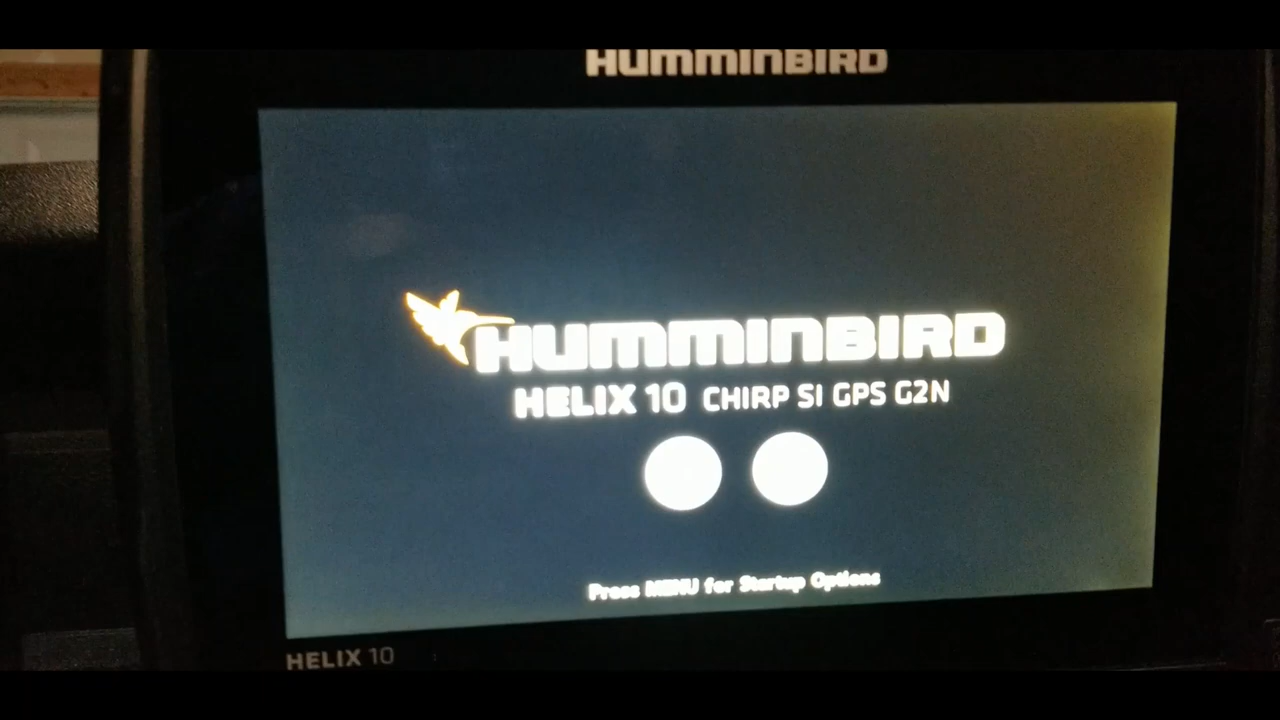 HUMMINBIRD
HUMMINBIRD
HELIX 10 CHIRP SI GPS G2N
Press MENU for Startup Options
HELIX 10